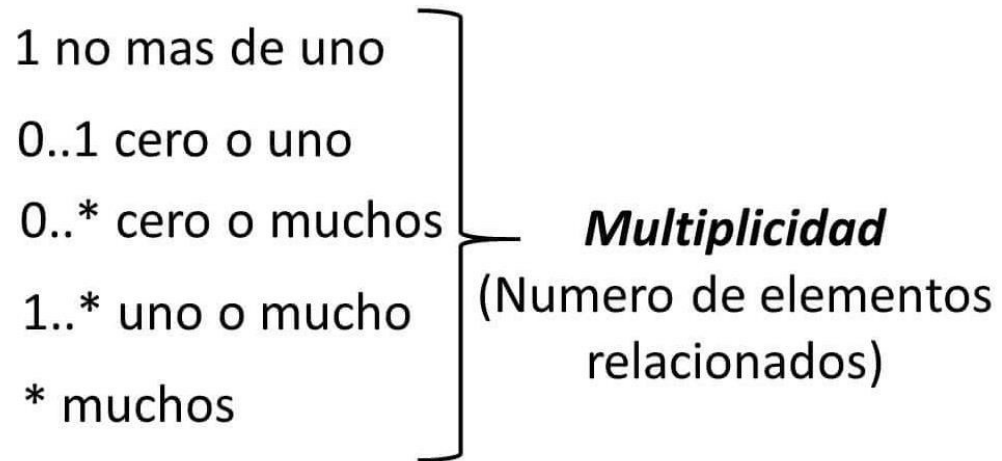 1 no mas de uno
0..1 cero o uno
0..* cero o muchos
1..* uno o mucho
* muchos
Multiplicidad
(Numero de elementos
relacionados)